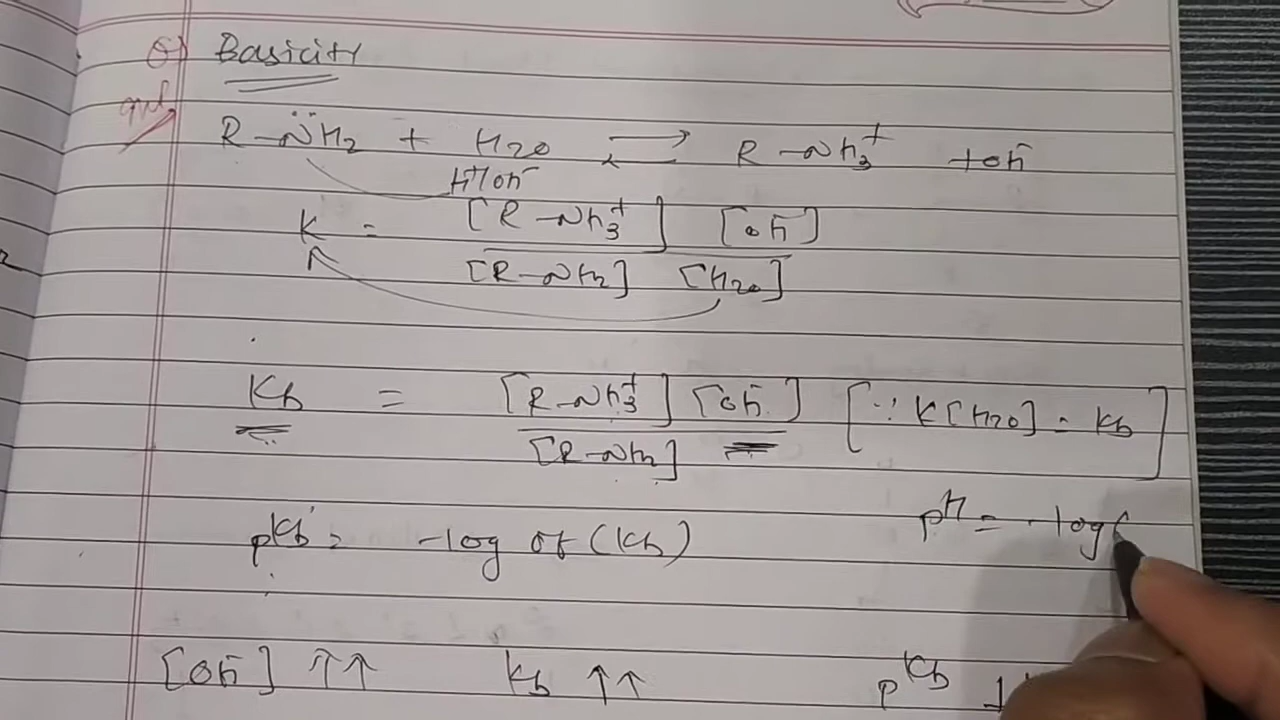 Basicity
R-N̈H2 + H2O ⇌ R-NH3+ + OH-
H+/OH-
K = [R-NH3+] [OH-]
[R-NH2] [H2O]
Kb = [R-NH3+] [OH-] [∵ K[H2O] = Kb]
[R-NH2]
pH = -log(
pKb = -log of (Kb)
[OH-] ↑↑ Kb ↑↑ pKb ↓